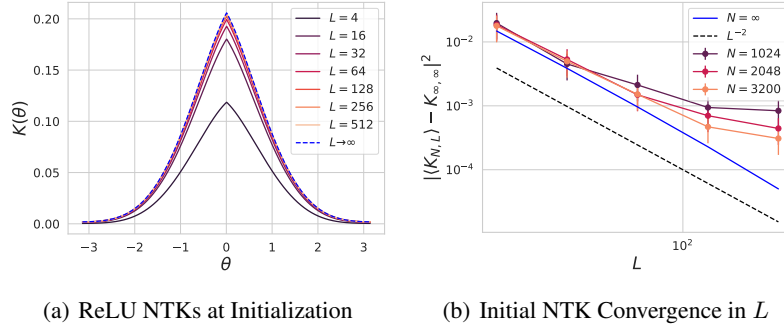 0.20
0.15
0.10
0.05
0.00
K(θ)
−3 −2 −1 0 1 2 3
θ
L = 4
L = 16
L = 32
L = 64
L = 128
L = 256
L = 512
L→∞
(a) ReLU NTKs at Initialization
10⁻²
10⁻³
10⁻⁴
|⟨K_{N,L}⟩ − K_{∞,∞}|²
10²
L
N = ∞
L⁻²
N = 1024
N = 2048
N = 3200
(b) Initial NTK Convergence in L